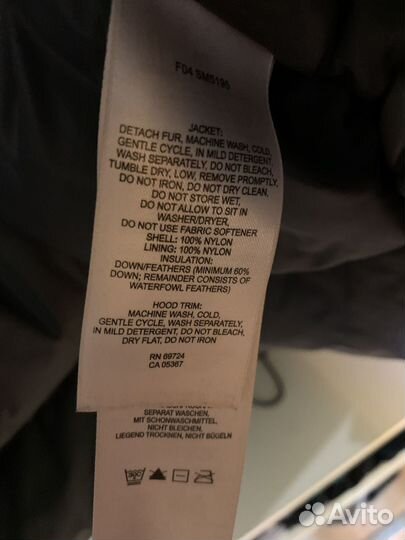 F04 SM5195
JACKET:
DETACH FUR, MACHINE WASH, COLD,
GENTLE CYCLE, IN MILD DETERGENT,
WASH SEPARATELY, DO NOT BLEACH,
TUMBLE DRY, LOW, REMOVE PROMPTLY,
DO NOT IRON, DO NOT DRY CLEAN.
DO NOT STORE WET,
DO NOT ALLOW TO SIT IN
WASHER/DRYER,
DO NOT USE FABRIC SOFTENER
SHELL: 100% NYLON
LINING: 100% NYLON
INSULATION:
DOWN/FEATHERS (MINIMUM 60%
DOWN; REMAINDER CONSISTS OF
WATERFOWL FEATHERS)
HOOD TRIM:
MACHINE WASH, COLD,
GENTLE CYCLE, WASH SEPARATELY,
IN MILD DETERGENT, DO NOT BLEACH,
DRY FLAT, DO NOT IRON
RN 69724
CA 05367
SEPARAT WASCHEN,
MIT SCHONWASCHMITTEL,
NICHT BLEICHEN,
LIEGEND TROCKNEN, NICHT BÜGELN
Avito